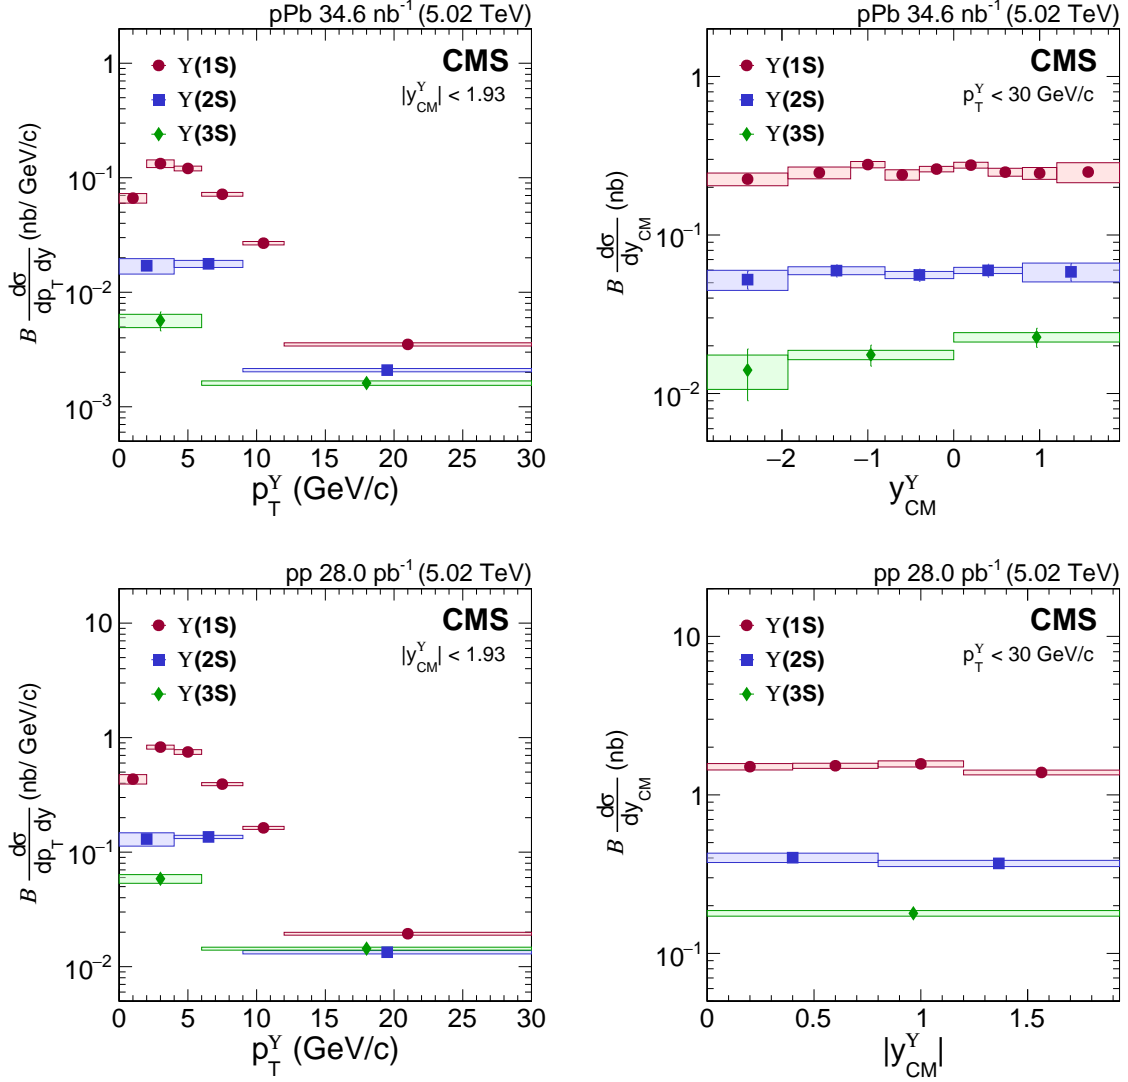 pPb 34.6 nb⁻¹ (5.02 TeV)
CMS
|y^Υ_CM| < 1.93
Υ(1S)
Υ(2S)
Υ(3S)
B dσ/dp_T dy (nb/ GeV/c)
1
10⁻¹
10⁻²
10⁻³
0 5 10 15 20 25 30
p_T^Υ (GeV/c)
pPb 34.6 nb⁻¹ (5.02 TeV)
CMS
p_T^Υ < 30 GeV/c
Υ(1S)
Υ(2S)
Υ(3S)
B dσ/dy_CM (nb)
1
10⁻¹
10⁻²
−2 −1 0 1
y^Υ_CM
pp 28.0 pb⁻¹ (5.02 TeV)
CMS
|y^Υ_CM| < 1.93
Υ(1S)
Υ(2S)
Υ(3S)
B dσ/dp_T dy (nb/ GeV/c)
10
1
10⁻¹
10⁻²
0 5 10 15 20 25 30
p_T^Υ (GeV/c)
pp 28.0 pb⁻¹ (5.02 TeV)
CMS
p_T^Υ < 30 GeV/c
Υ(1S)
Υ(2S)
Υ(3S)
B dσ/dy_CM (nb)
10
1
10⁻¹
0 0.5 1 1.5
|y^Υ_CM|